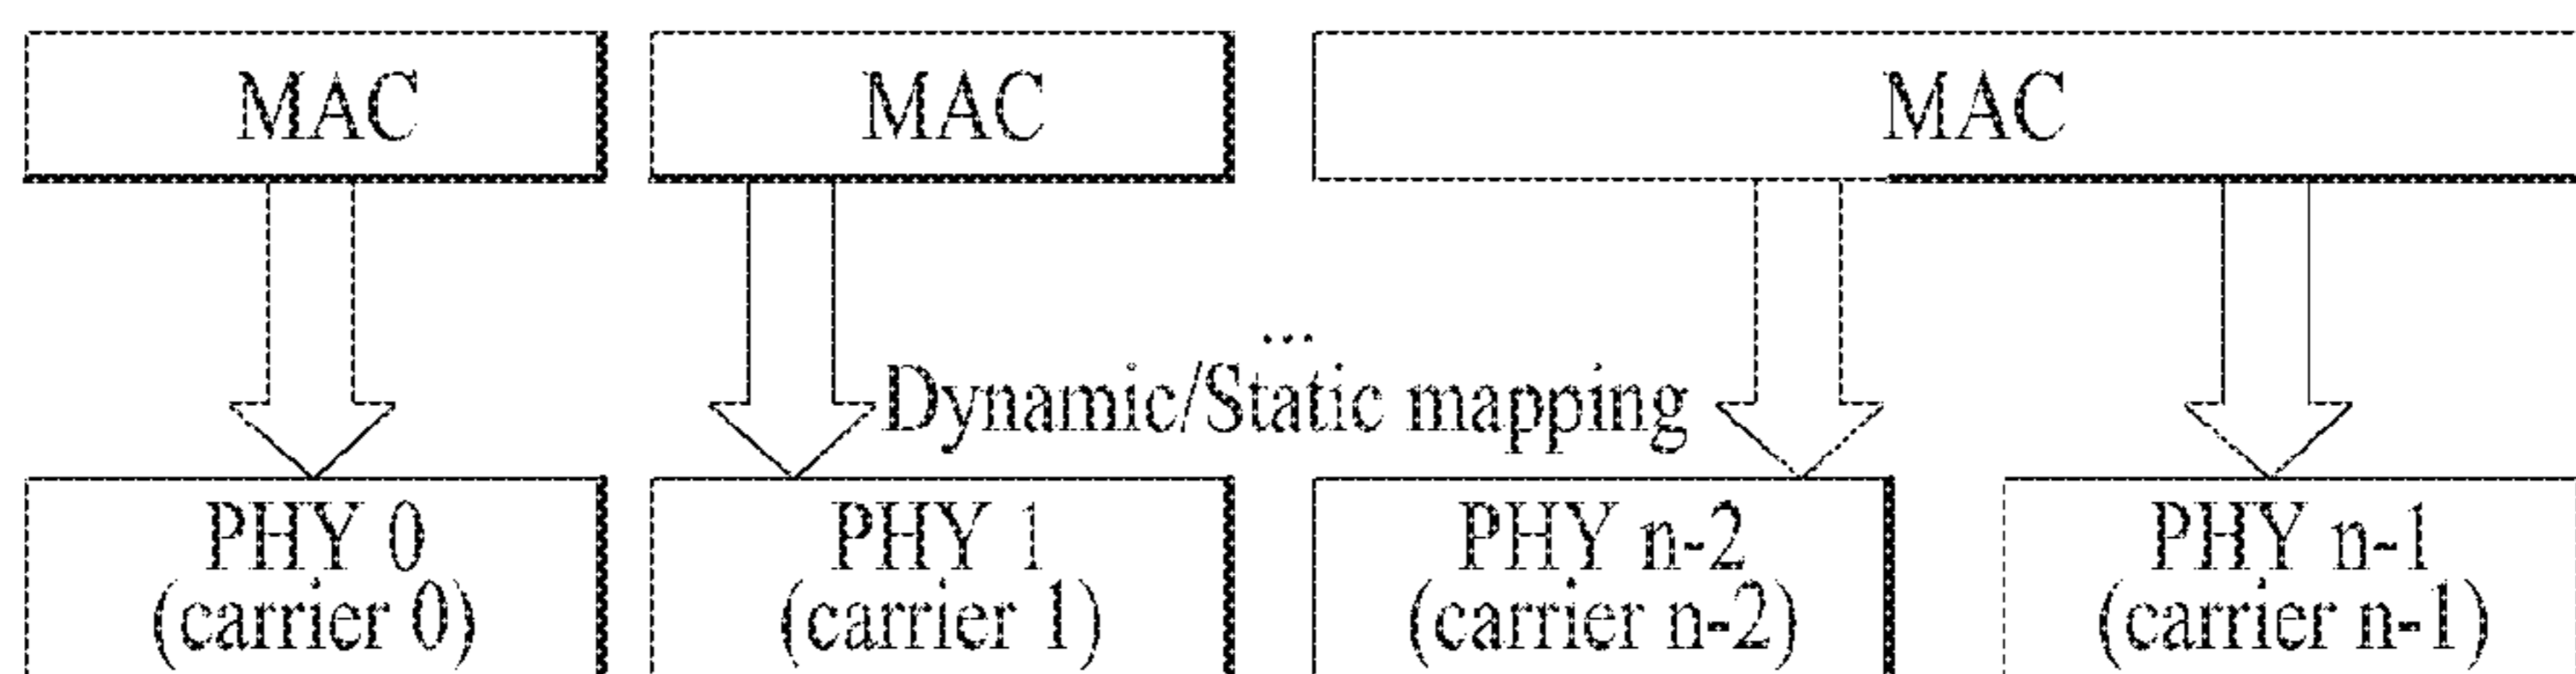 MAC
MAC
MAC
...
Dynamic/Static mapping
PHY 0
(carrier 0)
PHY 1
(carrier 1)
PHY n-2
(carrier n-2)
PHY n-1
(carrier n-1)